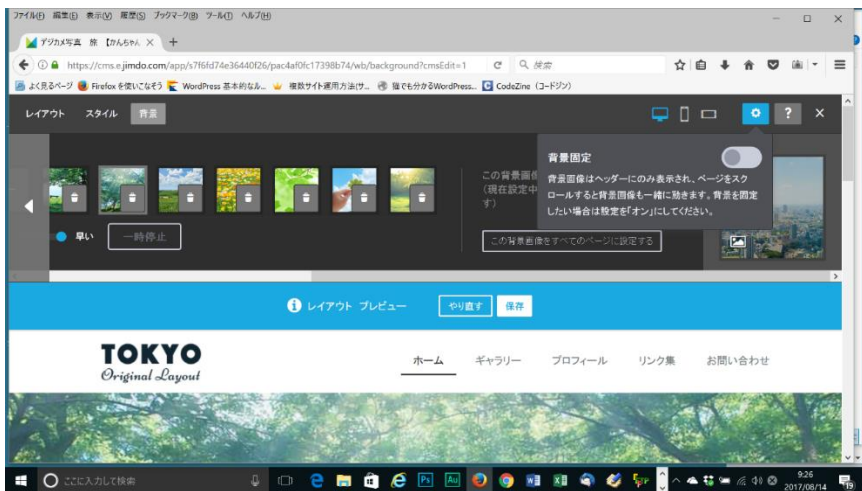 ファイル(F) 編集(E) 表示(V) 履歴(S) ブックマーク(B) ツール(T) ヘルプ(H)
デジカメ写真 旅 【かんちゃん
https://cms.e.jimdo.com/app/s7f6fd74e36440f26/pac4af0fc17398b74/wb/background?cmsEdit=1
検索
よく見るページ Firefox を使いこなそう WordPress 基本的なル... 複数サイト運用方法(サ... 猫でも分かるWordPress... CodeZine（コードジン）
レイアウト スタイル 背景
背景固定
背景画像はヘッダーにのみ表示され、ページをスク
ロールすると背景画像も一緒に動きます。背景を固定
したい場合は設定を「オン」にしてください。
この背景画像
（現在設定中
す）
早い 一時停止
この背景画像をすべてのページに設定する
レイアウト プレビュー やり直す 保存
TOKYO
Original Layout
ホーム ギャラリー プロフィール リンク集 お問い合わせ
ここに入力して検索
9:26
2017/08/14
19